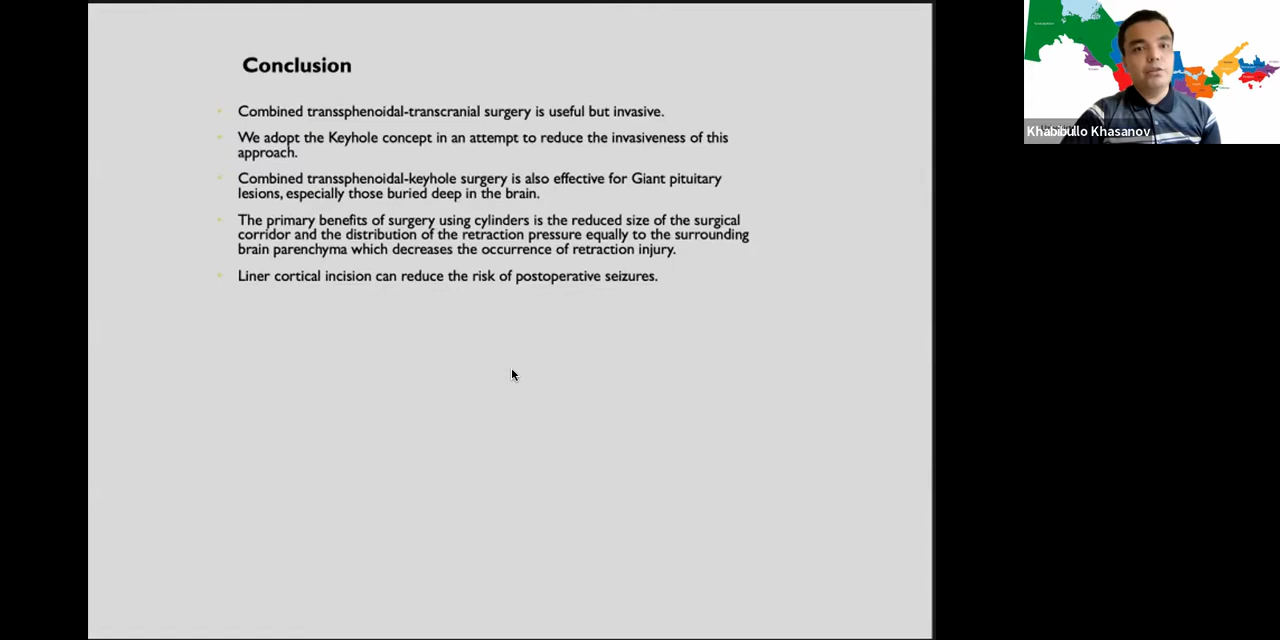 Conclusion
Combined transsphenoidal-transcranial surgery is useful but invasive.
We adopt the Keyhole concept in an attempt to reduce the invasiveness of this
approach.
Combined transsphenoidal-keyhole surgery is also effective for Giant pituitary
lesions, especially those buried deep in the brain.
The primary benefits of surgery using cylinders is the reduced size of the surgical
corridor and the distribution of the retraction pressure equally to the surrounding
brain parenchyma which decreases the occurrence of retraction injury.
Liner cortical incision can reduce the risk of postoperative seizures.
Khabibullo Khasanov